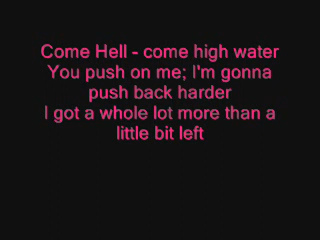 Come Hell - come high water
You push on me; I'm gonna
push back harder
I got a whole lot more than a
little bit left